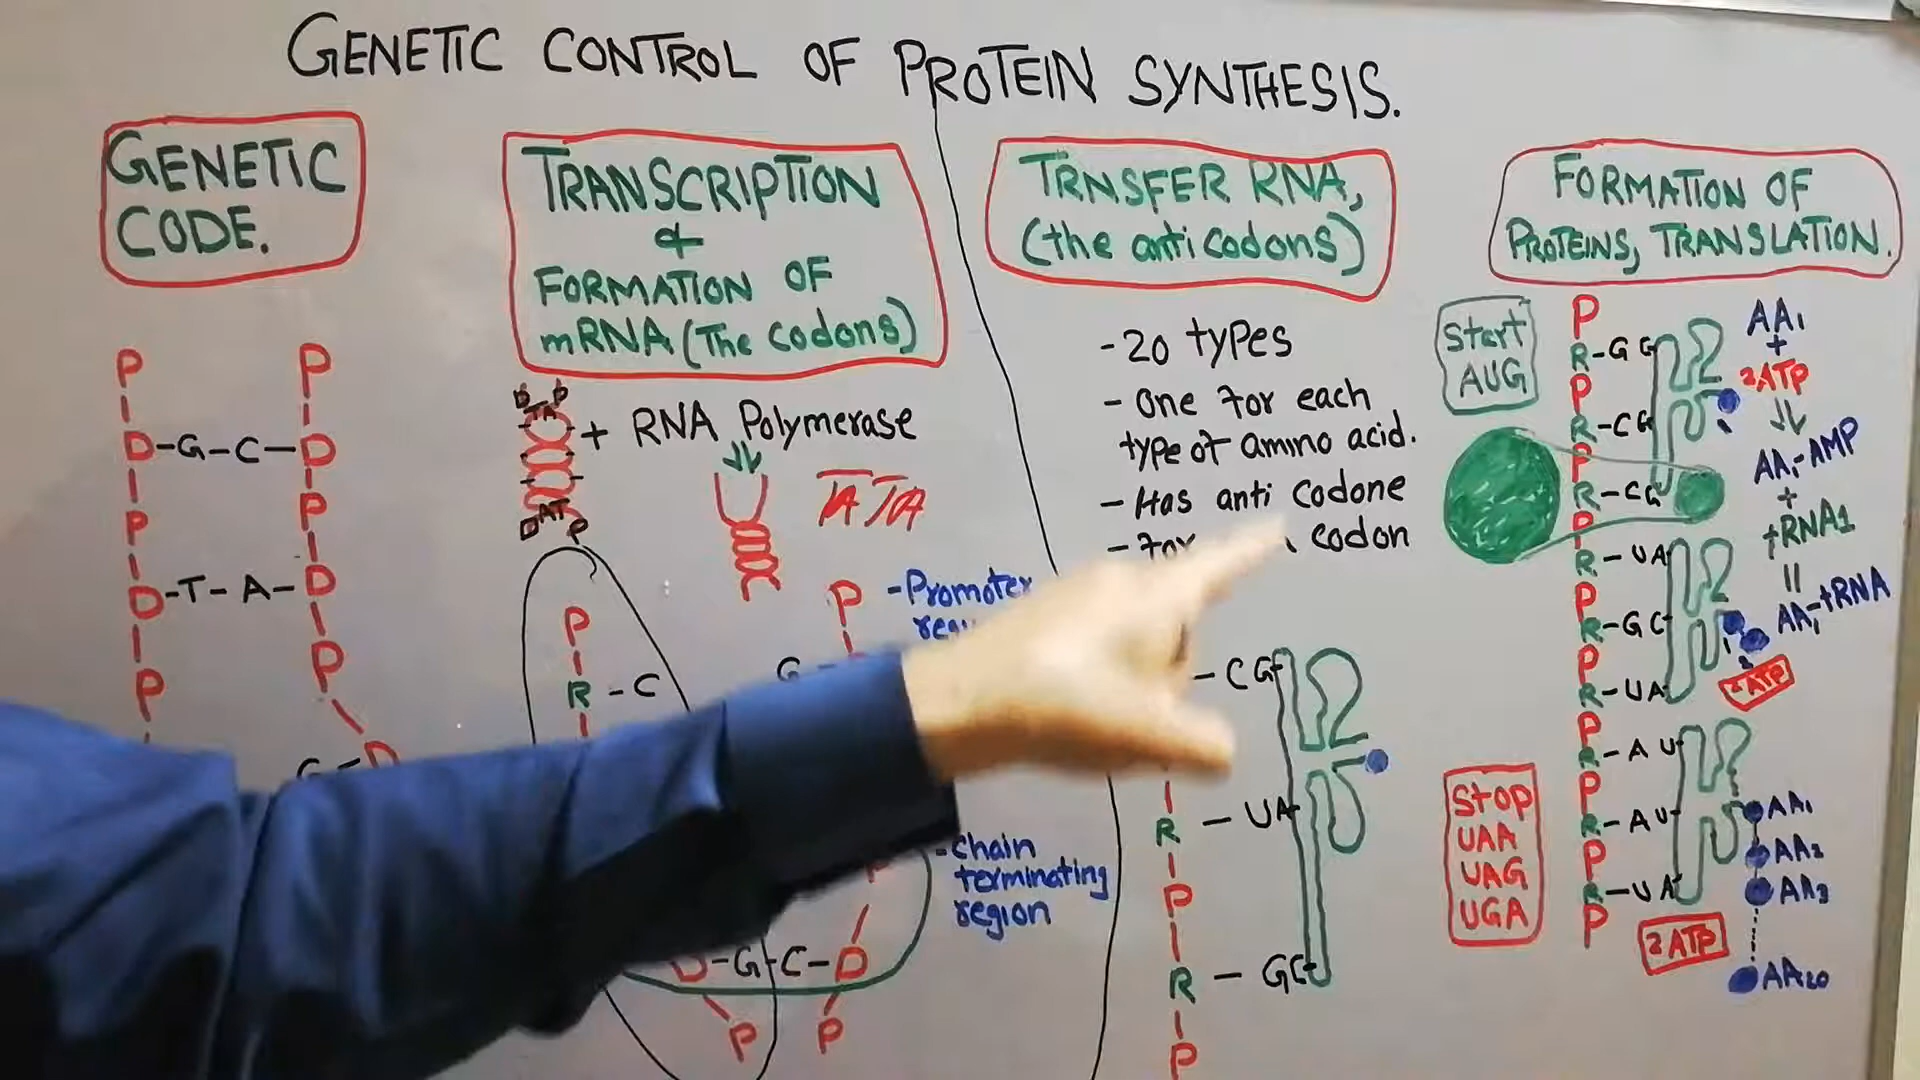 GENETIC CONTROL OF PROTEIN SYNTHESIS.
GENETIC
CODE.
P P
D-G-C-D
P P
D-T-A-D
P P
D
TRANSCRIPTION
&
FORMATION OF
mRNA (The codons)
+ RNA Polymerase
TATA
P
R-C
P
-Promoter
G
-chain
terminating
region
D-G-C-D
P P
TRNSFER RNA,
(the anticodons)
-20 types
- One for each
type of amino acid.
- Has anti codone
- For codon
- C G
R - U A
P
R - G C
P
FORMATION OF
PROTEINS, TRANSLATION.
Start
AUG
P
R-G G
P
R-C G
P
R-C G
P
R-U A
P
R-G C
P
R-U A
P
R-A U
P
R-A U
P
R-U A
P
AA1
+
2ATP
AA1-AMP
+
tRNA1
||
AA1-tRNA
2ATP
STOP
UAA
UAG
UGA
AA1
AA2
AA3
AA20
2ATP